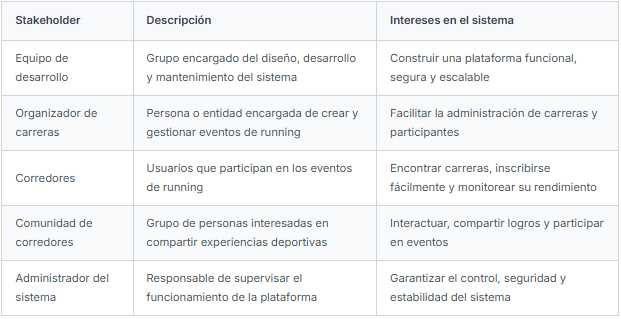 Stakeholder Descripción Intereses en el sistema
Equipo de Grupo encargado del diseño, desarrollo Construir una plataforma funcional,
desarrollo y mantenimiento del sistema segura y escalable
Organizador de Persona o entidad encargada de crear y Facilitar la administración de carreras y
carreras gestionar eventos de running participantes
Corredores Usuarios que participan en los eventos Encontrar carreras, inscribirse
de running fácilmente y monitorear su rendimiento
Comunidad de Grupo de personas interesadas en Interactuar, compartir logros y participar
corredores compartir experiencias deportivas en eventos
Administrador del Responsable de supervisar el Garantizar el control, seguridad y
sistema funcionamiento de la plataforma estabilidad del sistema